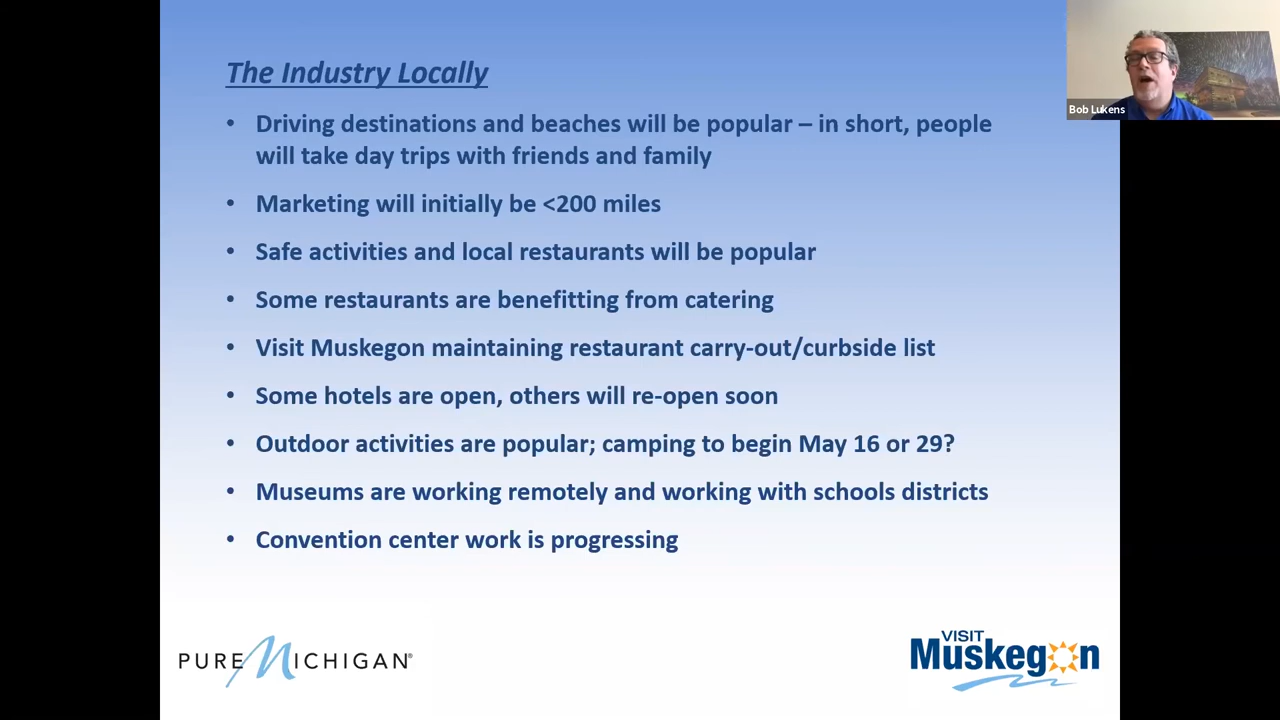 The Industry Locally
• Driving destinations and beaches will be popular – in short, people
will take day trips with friends and family
• Marketing will initially be <200 miles
• Safe activities and local restaurants will be popular
• Some restaurants are benefitting from catering
• Visit Muskegon maintaining restaurant carry-out/curbside list
• Some hotels are open, others will re-open soon
• Outdoor activities are popular; camping to begin May 16 or 29?
• Museums are working remotely and working with schools districts
• Convention center work is progressing
Bob Lukens
PURE MICHIGAN®
VISIT
Muskegon